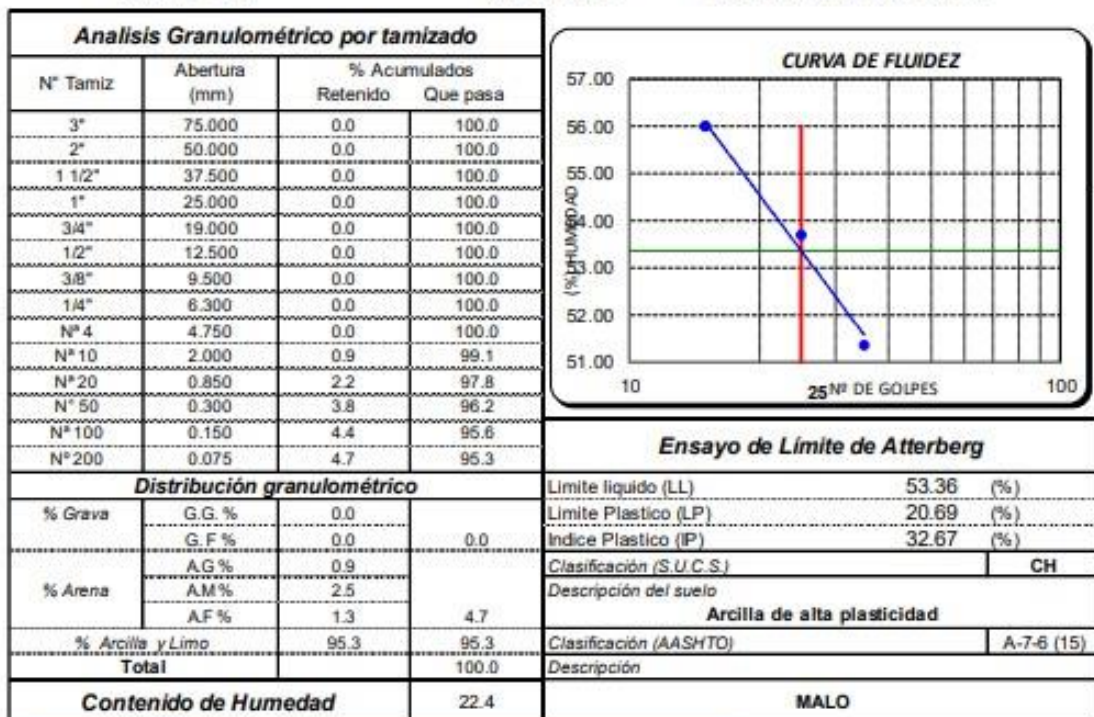 Analisis Granulométrico por tamizado
N° Tamiz Abertura (mm) % Acumulados
Retenido Que pasa
3" 75.000 0.0 100.0
2" 50.000 0.0 100.0
1 1/2" 37.500 0.0 100.0
1" 25.000 0.0 100.0
3/4" 19.000 0.0 100.0
1/2" 12.500 0.0 100.0
3/8" 9.500 0.0 100.0
1/4" 6.300 0.0 100.0
Nª 4 4.750 0.0 100.0
Nª 10 2.000 0.9 99.1
Nª 20 0.850 2.2 97.8
N° 50 0.300 3.8 96.2
Nª 100 0.150 4.4 95.6
Nº 200 0.075 4.7 95.3
Distribución granulométrico
% Grava G.G. % 0.0
G. F % 0.0 0.0
A.G % 0.9
% Arena A.M % 2.5
A.F % 1.3 4.7
% Arcilla y Limo 95.3 95.3
Total 100.0
Contenido de Humedad 22.4
CURVA DE FLUIDEZ
57.00
56.00
55.00
54.00
53.00
52.00
51.00
(%) HUMEDAD
10 25 Nº DE GOLPES 100
Ensayo de Límite de Atterberg
Limite liquido (LL) 53.36 (%)
Limite Plastico (LP) 20.69 (%)
Indice Plastico (IP) 32.67 (%)
Clasificación (S.U.C.S.) CH
Descripción del suelo
Arcilla de alta plasticidad
Clasificación (AASHTO) A-7-6 (15)
Descripción
MALO